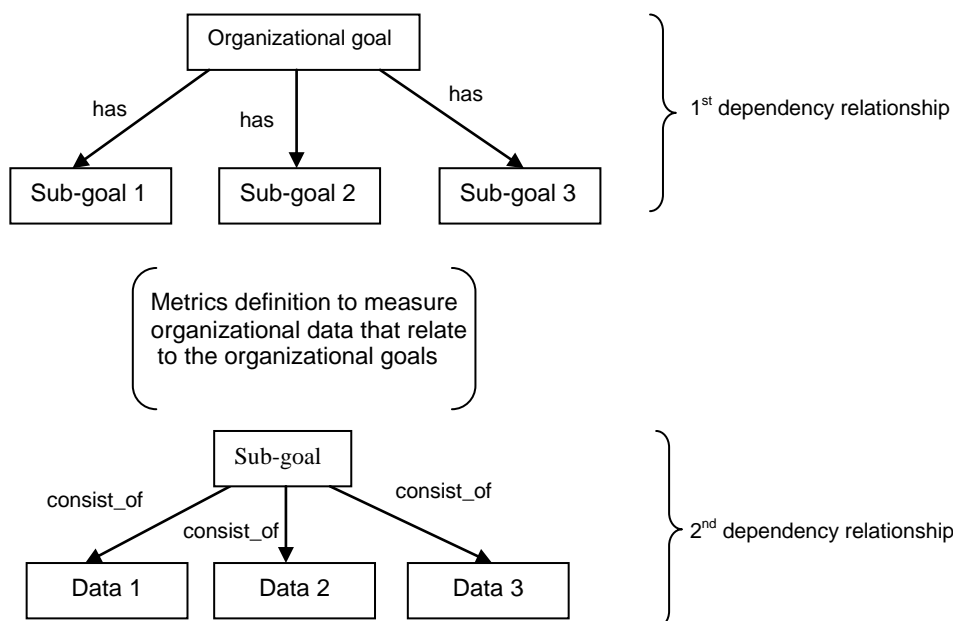 Organizational goal
has
has
has
1st dependency relationship
Sub-goal 1
Sub-goal 2
Sub-goal 3
Metrics definition to measure
organizational data that relate
to the organizational goals
Sub-goal
consist_of
consist_of
consist_of
2nd dependency relationship
Data 1
Data 2
Data 3